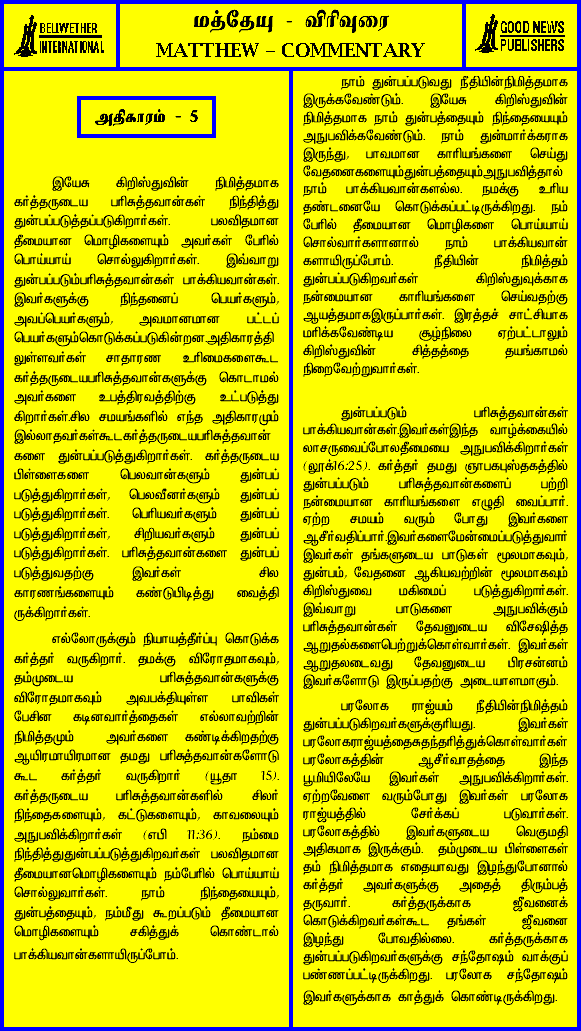 BELLWETHER
INTERNATIONAL
மத்தேயு - விரிவுரை
MATTHEW – COMMENTARY
GOOD NEWS
PUBLISHERS
அதிகாரம் - 5
இயேசு கிறிஸ்துவின் நிமித்தமாக
கர்த்தருடைய பரிசுத்தவான்கள் நிந்தித்து
துன்பப்படுத்தப்படுகிறார்கள். பலவிதமான
தீமையான மொழிகளையும் அவர்கள் பேரில்
பொய்யாய் சொல்லுகிறார்கள். இவ்வாறு
துன்பப்படும்பரிசுத்தவான்கள் பாக்கியவான்கள்.
இவர்களுக்கு நிந்தனைப் பெயர்களும்,
அவப்பெயர்களும், அவமானமான பட்டப்
பெயர்களும்கொடுக்கப்படுகின்றன.அதிகாரத்தி
லுள்ளவர்கள் சாதாரண உரிமைகளைகூட
கர்த்தருடையபரிசுத்தவான்களுக்கு கொடாமல்
அவர்களை உபத்திரவத்திற்கு உட்படுத்து
கிறார்கள்.சில சமயங்களில் எந்த அதிகாரமும்
இல்லாதவர்கள்கூடகர்த்தருடையபரிசுத்தவான்
களை துன்பப்படுத்துகிறார்கள். கர்த்தருடைய
பிள்ளைகளை பெலவான்களும் துன்பப்
படுத்துகிறார்கள், பெலவீனர்களும் துன்பப்
படுத்துகிறார்கள். பெரியவர்களும் துன்பப்
படுத்துகிறார்கள், சிறியவர்களும் துன்பப்
படுத்துகிறார்கள். பரிசுத்தவான்களை துன்பப்
படுத்துவதற்கு இவர்கள் சில
காரணங்களையும் கண்டுபிடித்து வைத்தி
ருக்கிறார்கள்.
எல்லோருக்கும் நியாயத்தீர்ப்பு கொடுக்க
கர்த்தர் வருகிறார். தமக்கு விரோதமாகவும்,
தம்முடைய பரிசுத்தவான்களுக்கு
விரோதமாகவும் அவபக்தியுள்ள பாவிகள்
பேசின கடினவார்த்தைகள் எல்லாவற்றின்
நிமித்தமும் அவர்களை கண்டிக்கிறதற்கு
ஆயிரமாயிரமான தமது பரிசுத்தவான்களோடு
கூட கர்த்தர் வருகிறார் (யூதா 15).
கர்த்தருடைய பரிசுத்தவான்களில் சிலர்
நிந்தைகளையும், கட்டுகளையும், காவலையும்
அநுபவிக்கிறார்கள் (எபி 11:36). நம்மை
நிந்தித்துதுன்பப்படுத்துகிறவர்கள் பலவிதமான
தீமையானமொழிகளையும் நம்பேரில் பொய்யாய்
சொல்லுவார்கள். நாம் நிந்தையையும்,
துன்பத்தையும், நம்மீது கூறப்படும் தீமையான
மொழிகளையும் சகித்துக் கொண்டால்
பாக்கியவான்களாயிருப்போம்.
நாம் துன்பப்படுவது நீதியின்நிமித்தமாக
இருக்கவேண்டும். இயேசு கிறிஸ்துவின்
நிமித்தமாக நாம் துன்பத்தையும் நிந்தையையும்
அநுபவிக்கவேண்டும். நாம் துன்மார்க்கராக
இருந்து, பாவமான காரியங்களை செய்து
வேதனைகளையும்துன்பத்தையும்அநுபவித்தால்
நாம் பாக்கியவான்களல்ல. நமக்கு உரிய
தண்டனையே கொடுக்கப்பட்டிருக்கிறது. நம்
பேரில் தீமையான மொழிகளை பொய்யாய்
சொல்வார்களானால் நாம் பாக்கியவான்
களாயிருப்போம். நீதியின் நிமித்தம்
துன்பப்படுகிறவர்கள் கிறிஸ்துவுக்காக
நன்மையான காரியங்களை செய்வதற்கு
ஆயத்தமாகஇருப்பார்கள். இரத்தச் சாட்சியாக
மரிக்கவேண்டிய சூழ்நிலை ஏற்பட்டாலும்
கிறிஸ்துவின் சித்தத்தை தயங்காமல்
நிறைவேற்றுவார்கள்.
துன்பப்படும் பரிசுத்தவான்கள்
பாக்கியவான்கள்.இவர்கள்இந்த வாழ்க்கையில்
லாசருவைப்போலதீமையை அநுபவிக்கிறார்கள்
(லூக்16:25). கர்த்தர் தமது ஞாபகபுஸ்தகத்தில்
துன்பப்படும் பரிசுத்தவான்களைப் பற்றி
நன்மையான காரியங்களை எழுதி வைப்பார்.
ஏற்ற சமயம் வரும் போது இவர்களை
ஆசீர்வதிப்பார்.இவர்களைமேன்மைப்படுத்துவார்
இவர்கள் தங்களுடைய பாடுகள் மூலமாகவும்,
துன்பம், வேதனை ஆகியவற்றின் மூலமாகவும்
கிறிஸ்துவை மகிமைப் படுத்துகிறார்கள்.
இவ்வாறு பாடுகளை அநுபவிக்கும்
பரிசுத்தவான்கள் தேவனுடைய விசேஷித்த
ஆறுதல்களைபெற்றுக்கொள்வார்கள். இவர்கள்
ஆறுதலடைவது தேவனுடைய பிரசன்னம்
இவர்களோடு இருப்பதற்கு அடையாளமாகும்.
பரலோக ராஜ்யம் நீதியின்நிமித்தம்
துன்பப்படுகிறவர்களுக்குரியது. இவர்கள்
பரலோகராஜ்யத்தைசுதந்தரித்துக்கொள்வார்கள்
பரலோகத்தின் ஆசீர்வாதத்தை இந்த
பூமியிலேயே இவர்கள் அநுபவிக்கிறார்கள்.
ஏற்றவேளை வரும்போது இவர்கள் பரலோக
ராஜ்யத்தில் சேர்க்கப் படுவார்கள்.
பரலோகத்தில் இவர்களுடைய வெகுமதி
அதிகமாக இருக்கும். தம்முடைய பிள்ளைகள்
தம் நிமித்தமாக எதையாவது இழந்துபோனால்
கர்த்தர் அவர்களுக்கு அதைத் திரும்பத்
தருவார். கர்த்தருக்காக ஜீவனைக்
கொடுக்கிறவர்கள்கூட தங்கள் ஜீவனை
இழந்து போவதில்லை. கர்த்தருக்காக
துன்பப்படுகிறவர்களுக்கு சந்தோஷம் வாக்குப்
பண்ணப்பட்டிருக்கிறது. பரலோக சந்தோஷம்
இவர்களுக்காக காத்துக் கொண்டிருக்கிறது.